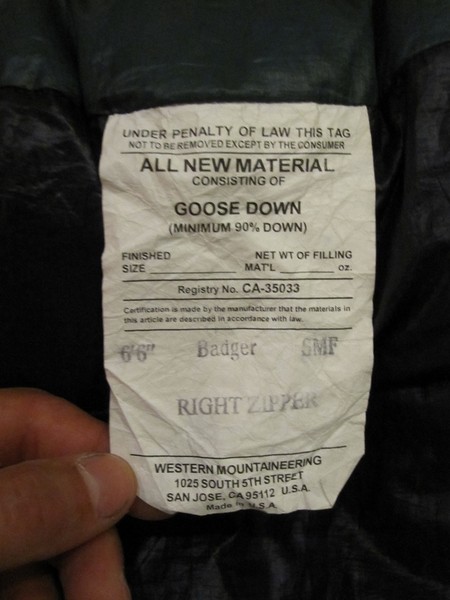 UNDER PENALTY OF LAW THIS TAG
NOT TO BE REMOVED EXCEPT BY THE CONSUMER
ALL NEW MATERIAL
CONSISTING OF
GOOSE DOWN
(MINIMUM 90% DOWN)
FINISHED NET WT OF FILLING
SIZE MAT'L oz.
Registry No. CA-35033
Certification is made by the manufacturer that the materials in
this article are described in accordance with law.
6'6" Badger SMF
RIGHT ZIPPER
WESTERN MOUNTAINEERING
1025 SOUTH 5TH STREET
SAN JOSE, CA 95112 U.S.A.
Made in U.S.A.